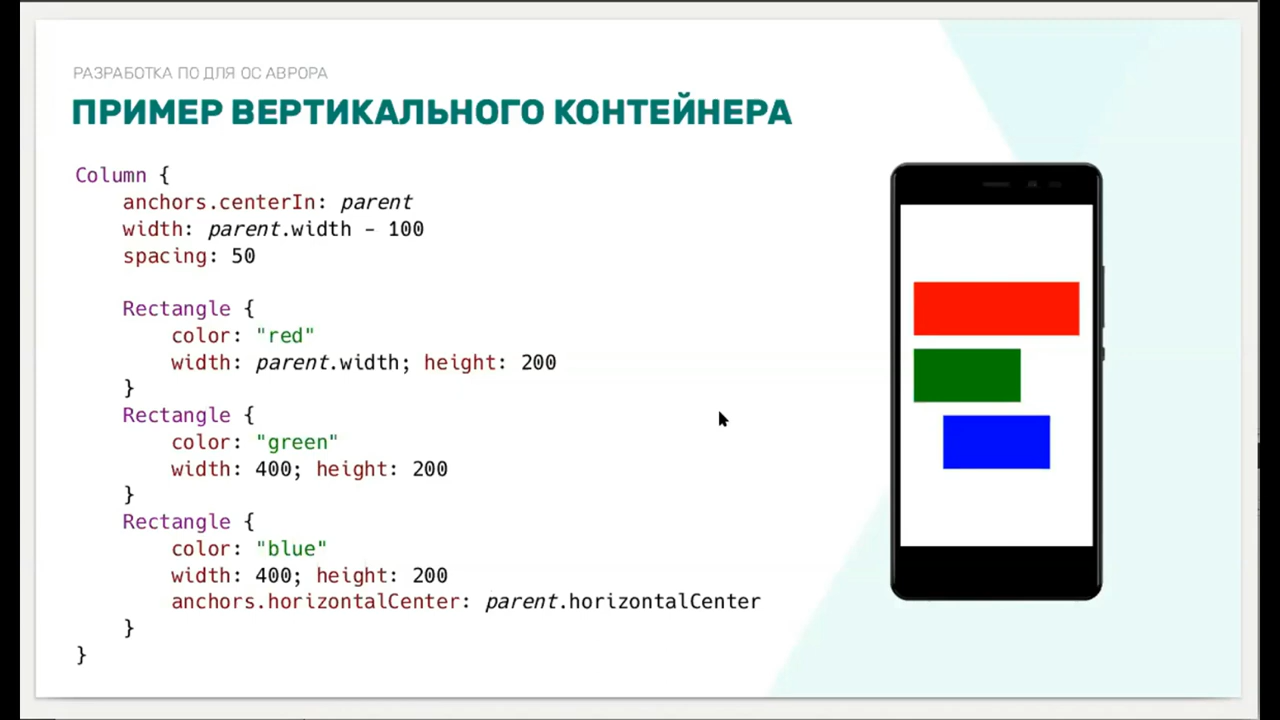 РАЗРАБОТКА ПО ДЛЯ ОС АВРОРА
ПРИМЕР ВЕРТИКАЛЬНОГО КОНТЕЙНЕРА
Column {
    anchors.centerIn: parent
    width: parent.width - 100
    spacing: 50

    Rectangle {
        color: "red"
        width: parent.width; height: 200
    }
    Rectangle {
        color: "green"
        width: 400; height: 200
    }
    Rectangle {
        color: "blue"
        width: 400; height: 200
        anchors.horizontalCenter: parent.horizontalCenter
    }
}